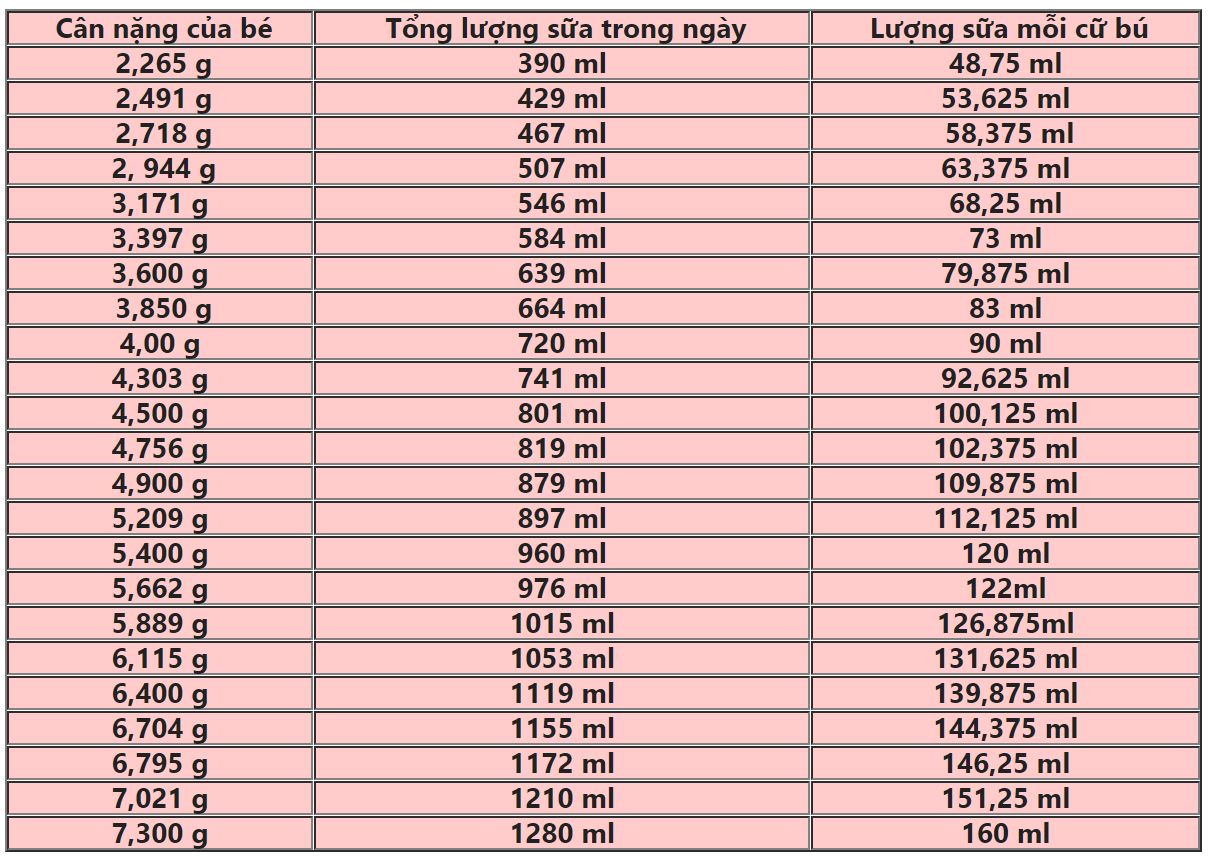 Cân nặng của bé Tổng lượng sữa trong ngày Lượng sữa mỗi cữ bú
2,265 g 390 ml 48,75 ml
2,491 g 429 ml 53,625 ml
2,718 g 467 ml 58,375 ml
2, 944 g 507 ml 63,375 ml
3,171 g 546 ml 68,25 ml
3,397 g 584 ml 73 ml
3,600 g 639 ml 79,875 ml
3,850 g 664 ml 83 ml
4,00 g 720 ml 90 ml
4,303 g 741 ml 92,625 ml
4,500 g 801 ml 100,125 ml
4,756 g 819 ml 102,375 ml
4,900 g 879 ml 109,875 ml
5,209 g 897 ml 112,125 ml
5,400 g 960 ml 120 ml
5,662 g 976 ml 122ml
5,889 g 1015 ml 126,875ml
6,115 g 1053 ml 131,625 ml
6,400 g 1119 ml 139,875 ml
6,704 g 1155 ml 144,375 ml
6,795 g 1172 ml 146,25 ml
7,021 g 1210 ml 151,25 ml
7,300 g 1280 ml 160 ml